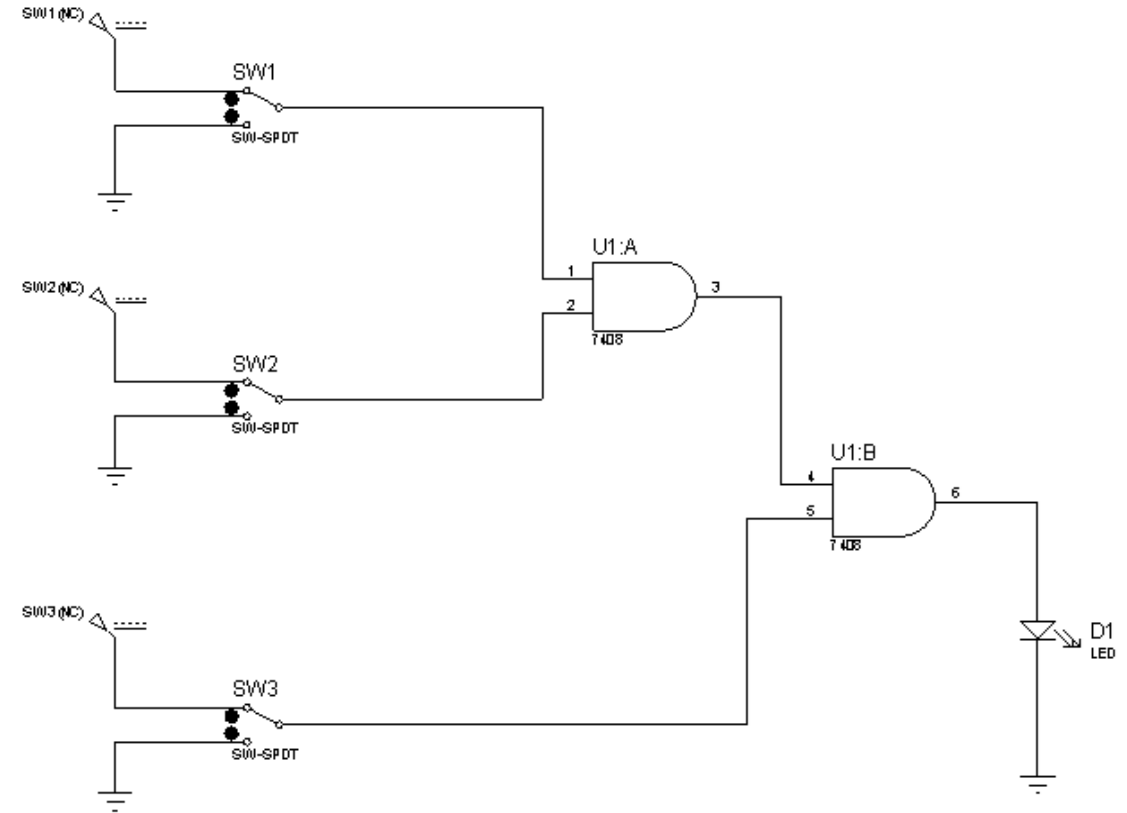 SW1(NC)
SW1
SW-SPDT
U1:A
1
2
3
7408
SW2(NC)
SW2
SW-SPDT
U1:B
4
5
6
7408
SW3(NC)
SW3
SW-SPDT
D1
LED